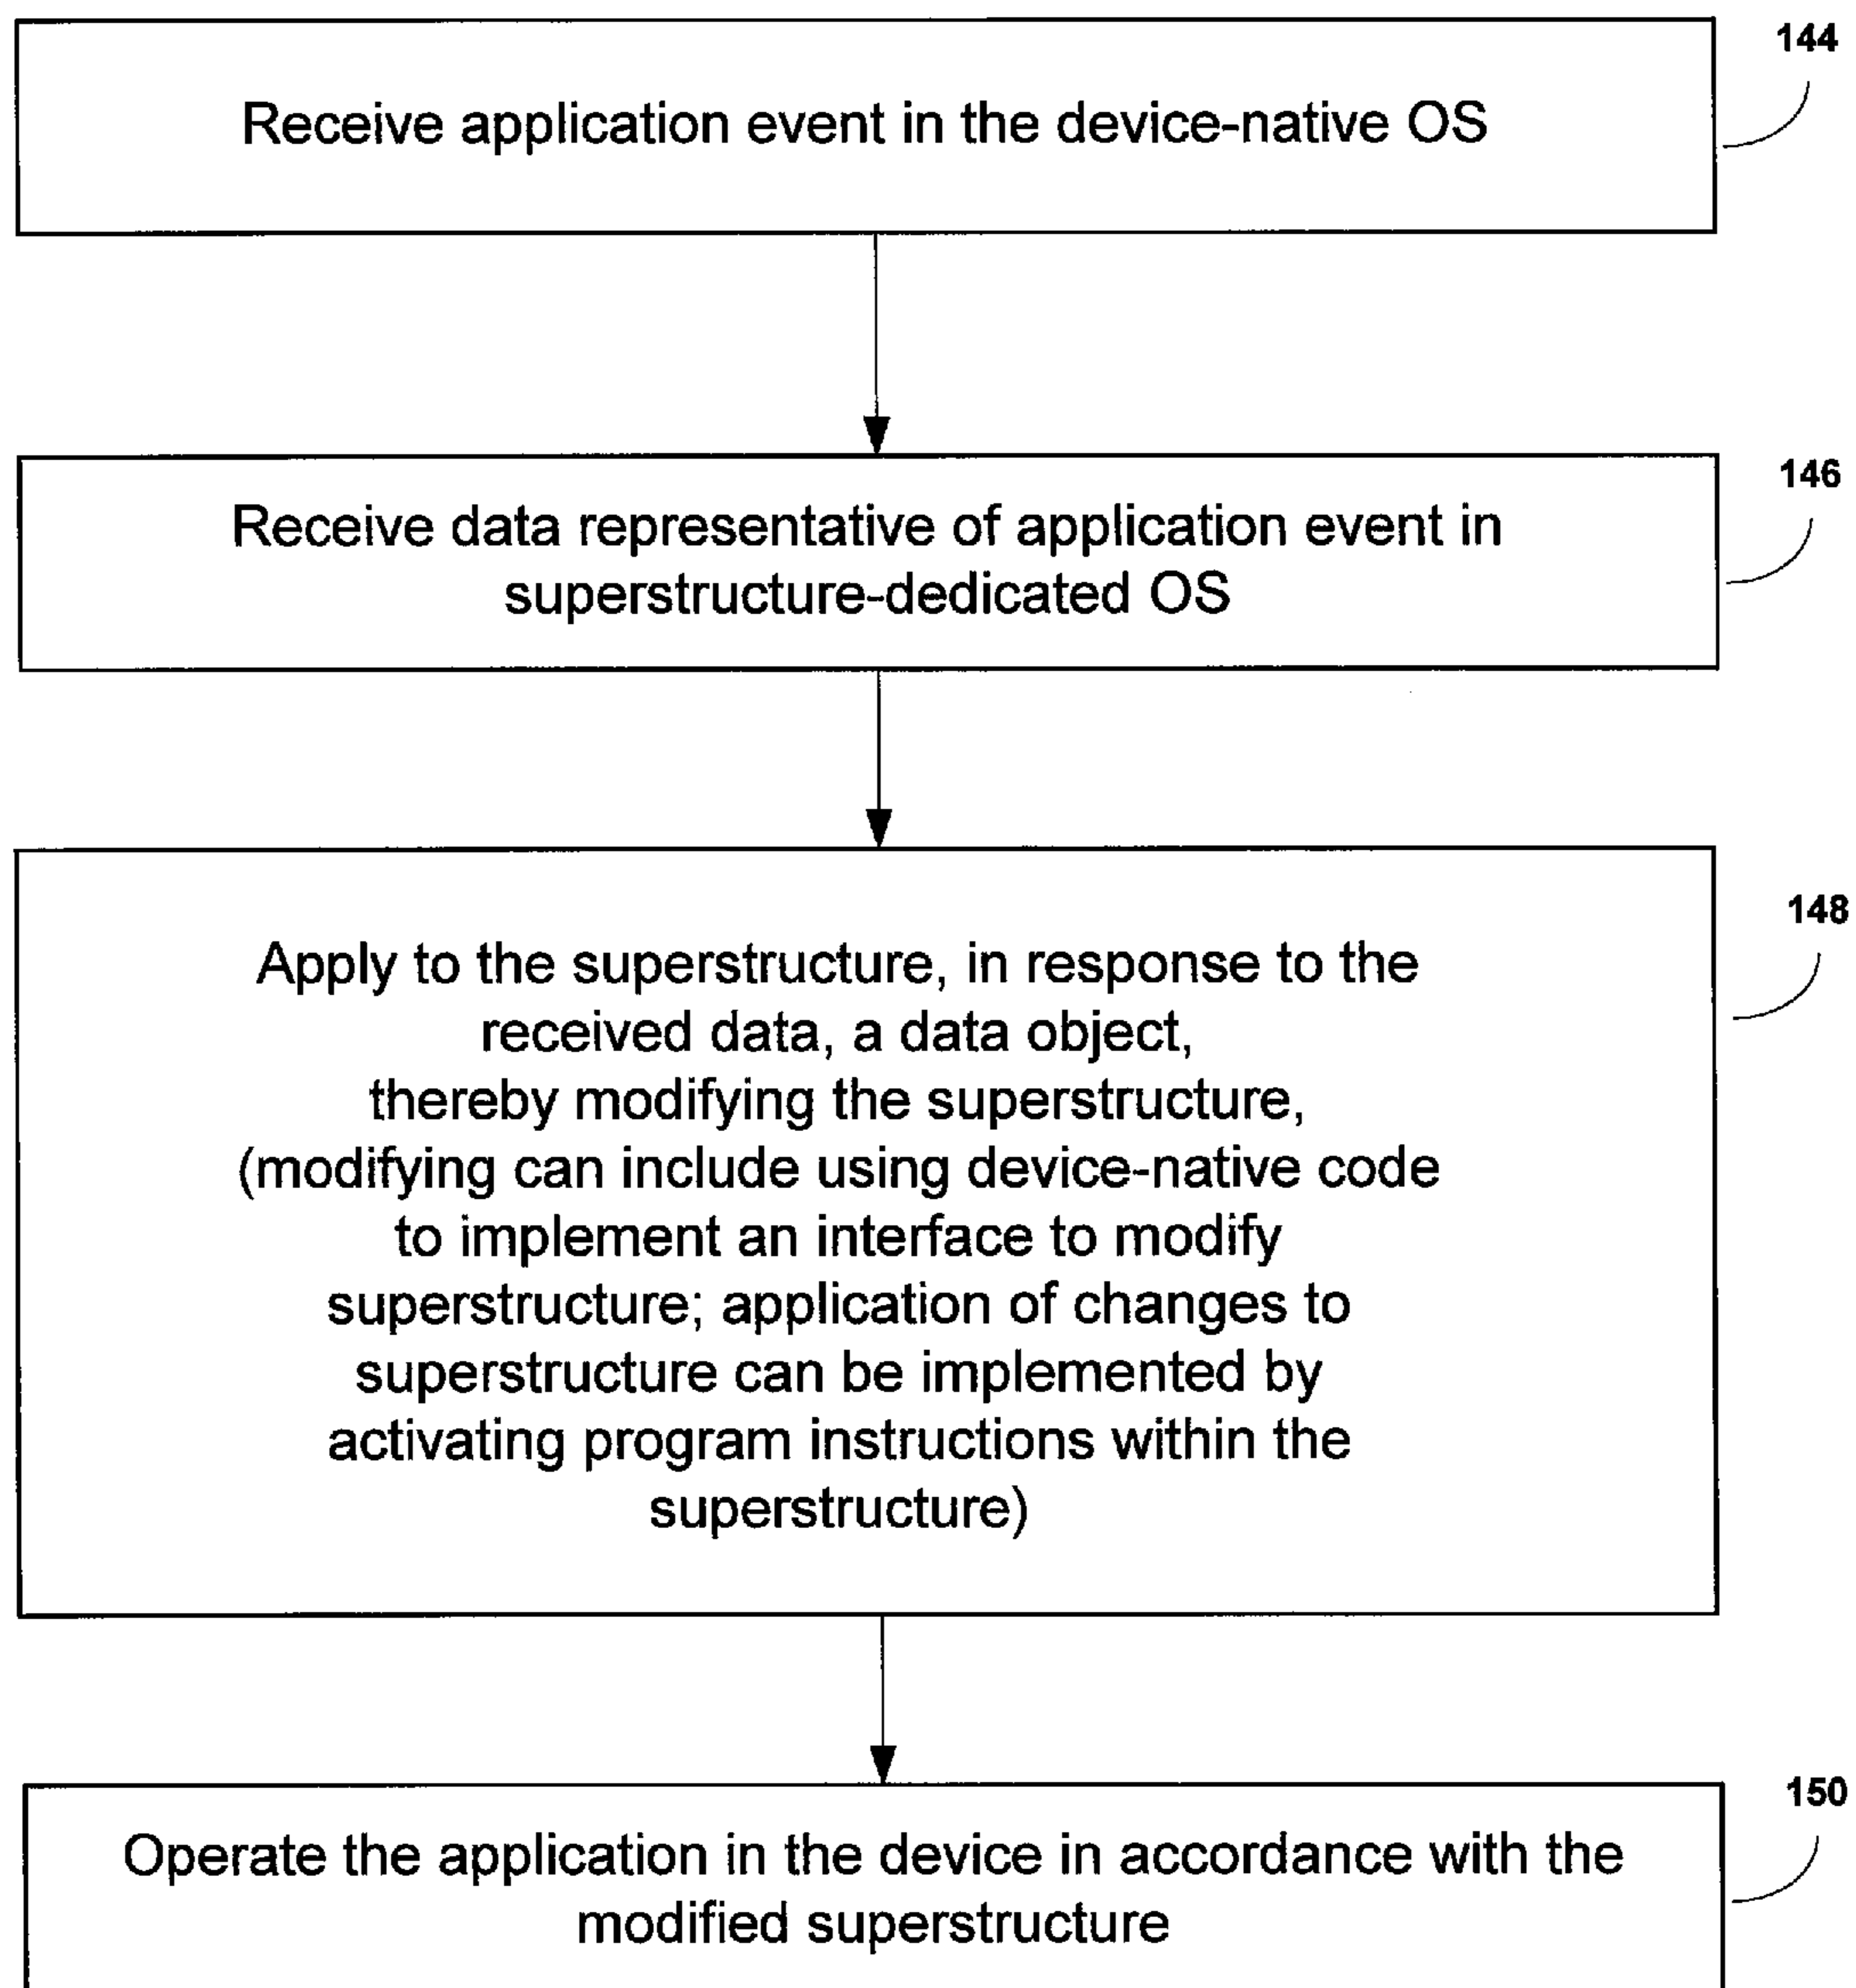 144
Receive application event in the device-native OS
146
Receive data representative of application event in
superstructure-dedicated OS
148
Apply to the superstructure, in response to the
received data, a data object,
thereby modifying the superstructure,
(modifying can include using device-native code
to implement an interface to modify
superstructure; application of changes to
superstructure can be implemented by
activating program instructions within the
superstructure)
150
Operate the application in the device in accordance with the
modified superstructure